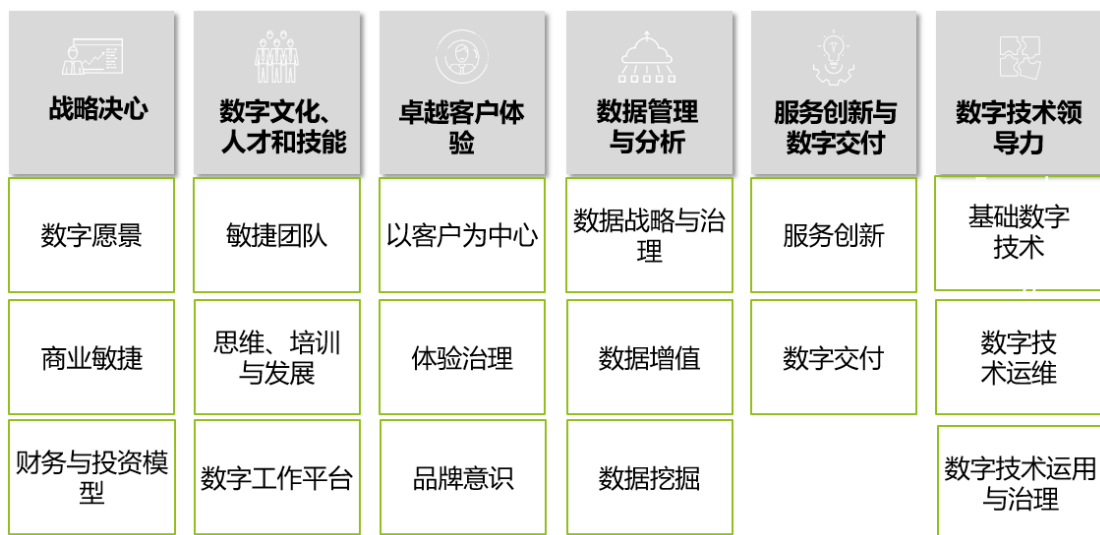 战略决心
数字文化、
人才和技能
卓越客户体
验
数据管理
与分析
服务创新与
数字交付
数字技术领
导力
数字愿景
敏捷团队
以客户为中心
数据战略与治
理
服务创新
基础数字
技术
商业敏捷
思维、培训
与发展
体验治理
数据增值
数字交付
数字技
术运维
财务与投资模
型
数字工作平台
品牌意识
数据挖掘
数字技术运用
与治理